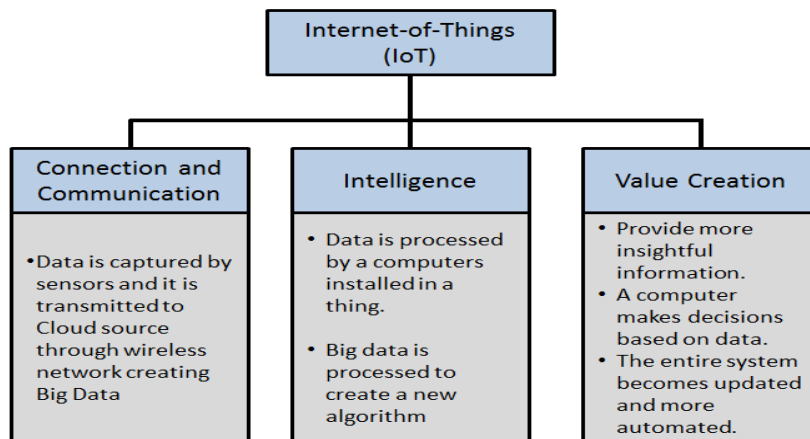 Internet-of-Things
(IoT)
Connection and
Communication
•Data is captured by
sensors and it is
transmitted to
Cloud source
through wireless
network creating
Big Data
Intelligence
• Data is processed
by a computers
installed in a
thing.
• Big data is
processed to
create a new
algorithm
Value Creation
• Provide more
insightful
information.
• A computer
makes decisions
based on data.
• The entire system
becomes updated
and more
automated.